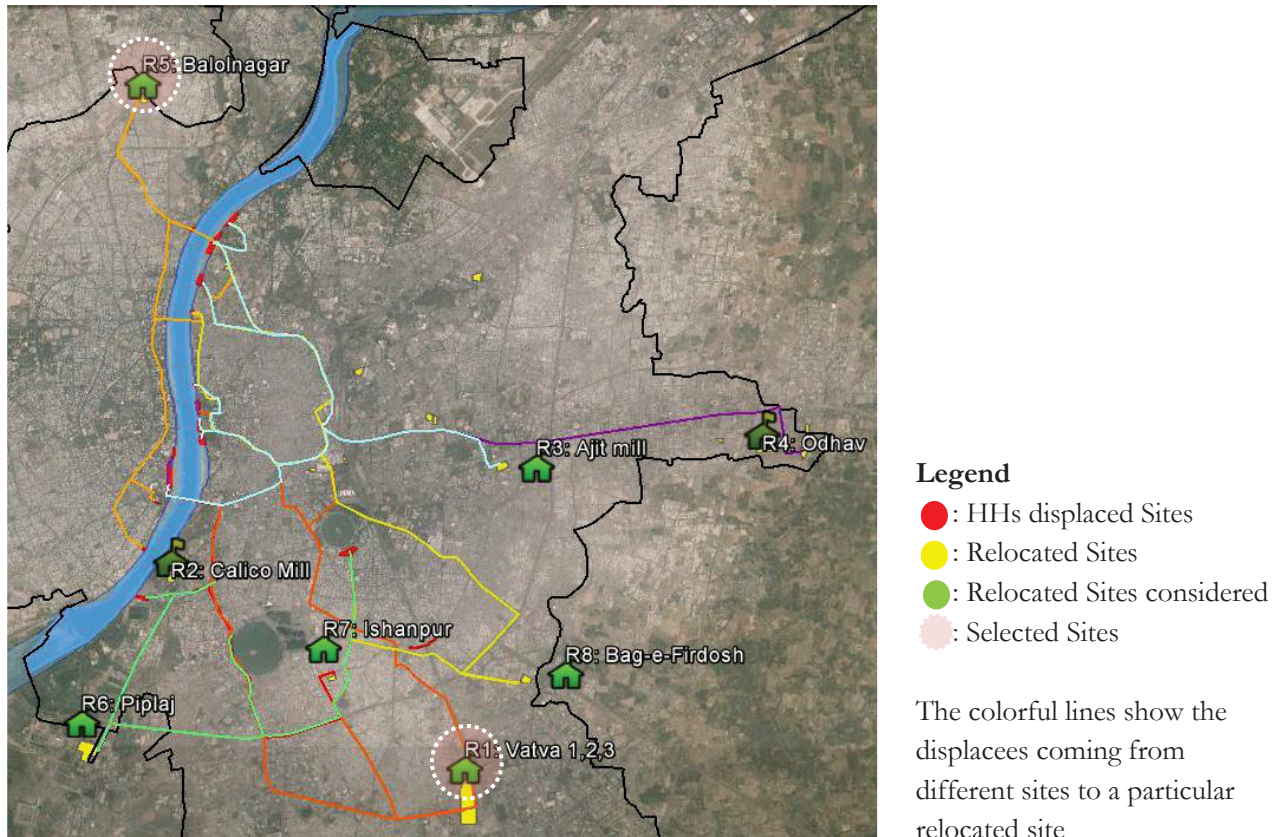 R5: Balolnagar
R3: Ajit mill
R4: Odhav
R2: Calico Mill
R7: Ishanpur
R8: Bag-e-Firdosh
R6: Piplaj
R1: Vatva 1,2,3
Legend
: HHs displaced Sites
: Relocated Sites
: Relocated Sites considered
: Selected Sites
The colorful lines show the
displacees coming from
different sites to a particular
relocated site